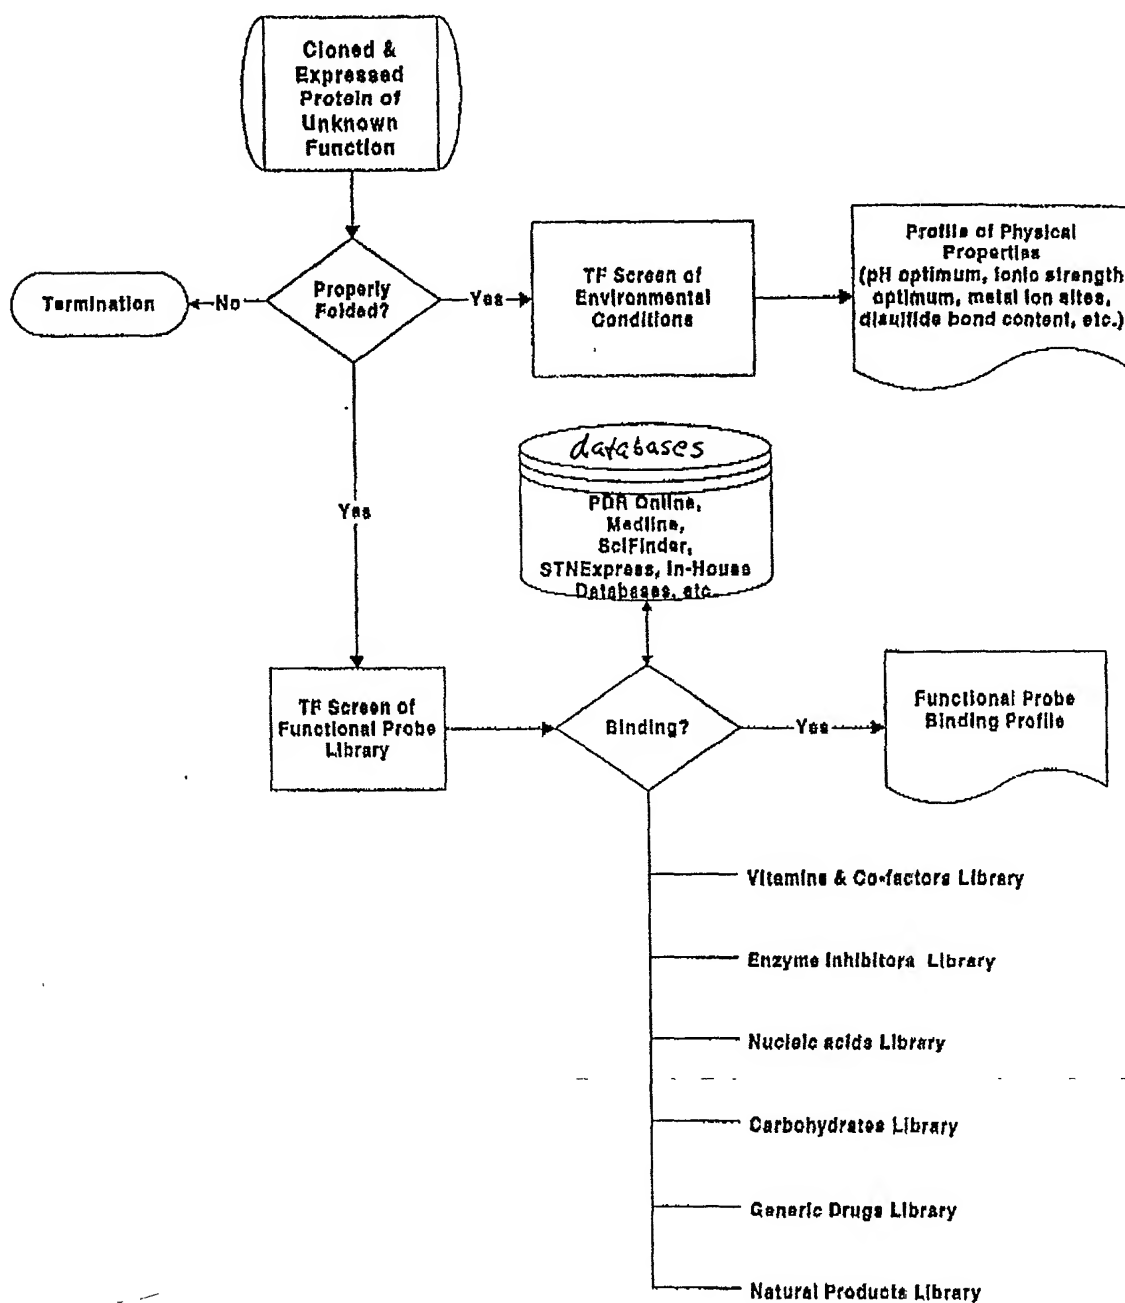 Cloned &
Expressed
Protein of
Unknown
Function
Properly
Folded?
No
Termination
Yes
TF Screen of
Environmental
Conditions
Profile of Physical
Properties
(pH optimum, ionic strength
optimum, metal ion sites,
disulfide bond content, etc.)
Yes
databases
PDR Online,
Medline,
SciFinder,
STNExpress, In-House
Databases, etc.
TF Screen of
Functional Probe
Library
Binding?
Yes
Functional Probe
Binding Profile
Vitamins & Co-factors Library
Enzyme Inhibitors Library
Nucleic acids Library
Carbohydrates Library
Generic Drugs Library
Natural Products Library